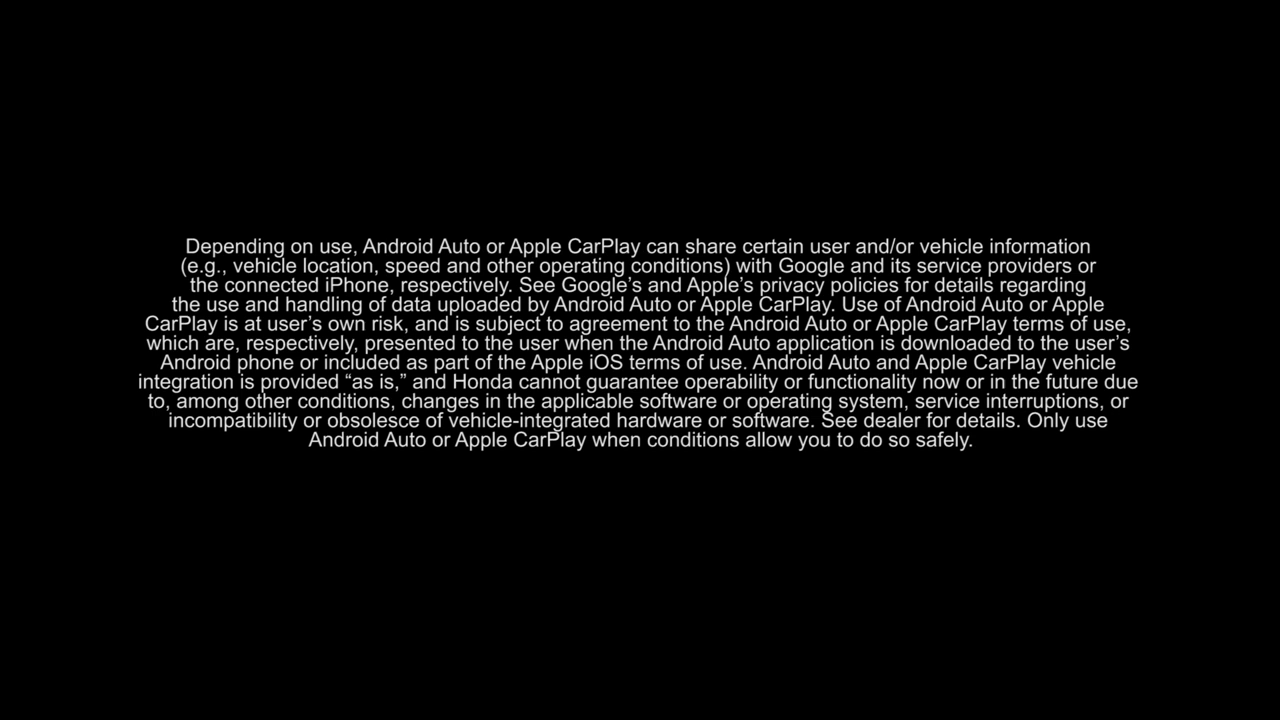 Depending on use, Android Auto or Apple CarPlay can share certain user and/or vehicle information
(e.g., vehicle location, speed and other operating conditions) with Google and its service providers or
the connected iPhone, respectively. See Google’s and Apple’s privacy policies for details regarding
the use and handling of data uploaded by Android Auto or Apple CarPlay. Use of Android Auto or Apple
CarPlay is at user’s own risk, and is subject to agreement to the Android Auto or Apple CarPlay terms of use,
which are, respectively, presented to the user when the Android Auto application is downloaded to the user’s
Android phone or included as part of the Apple iOS terms of use. Android Auto and Apple CarPlay vehicle
integration is provided “as is,” and Honda cannot guarantee operability or functionality now or in the future due
to, among other conditions, changes in the applicable software or operating system, service interruptions, or
incompatibility or obsolesce of vehicle-integrated hardware or software. See dealer for details. Only use
Android Auto or Apple CarPlay when conditions allow you to do so safely.